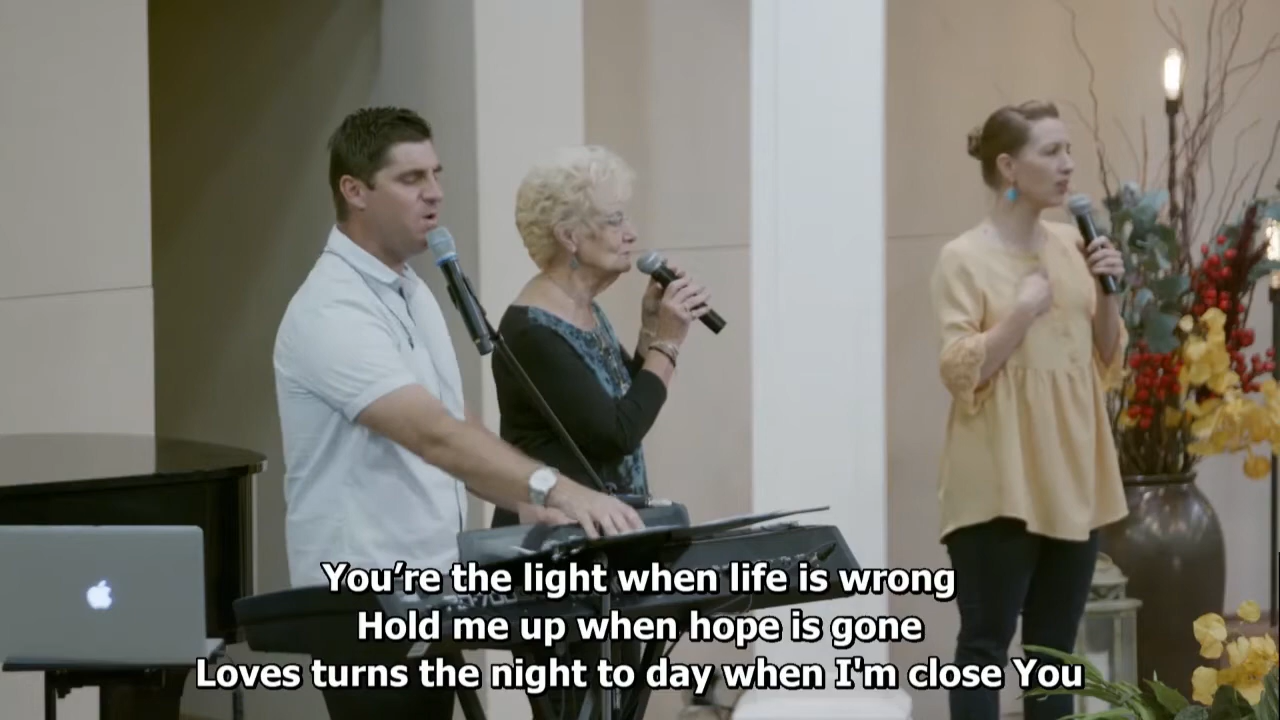 You’re the light when life is wrong
Hold me up when hope is gone
Loves turns the night to day when I'm close You